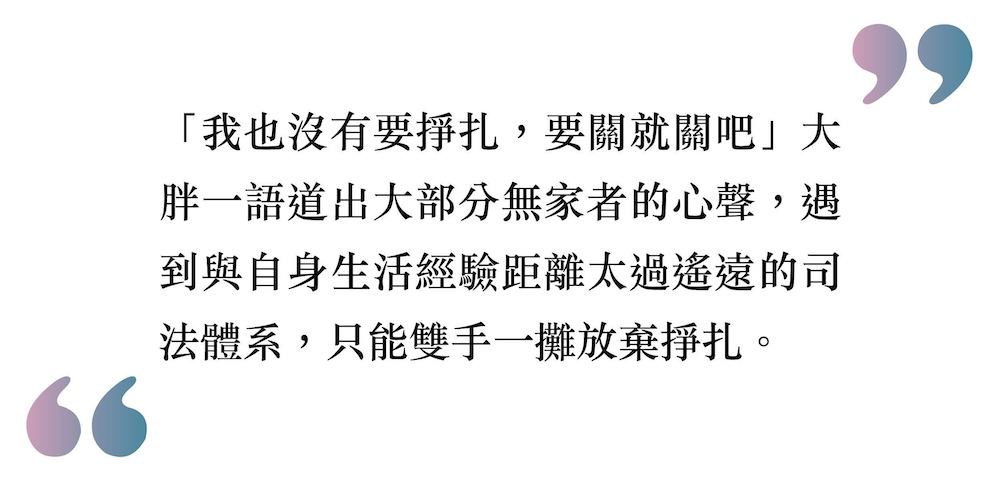 「我也沒有要掙扎，要關就關吧」大
胖一語道出大部分無家者的心聲，遇
到與自身生活經驗距離太過遙遠的司
法體系，只能雙手一攤放棄掙扎。